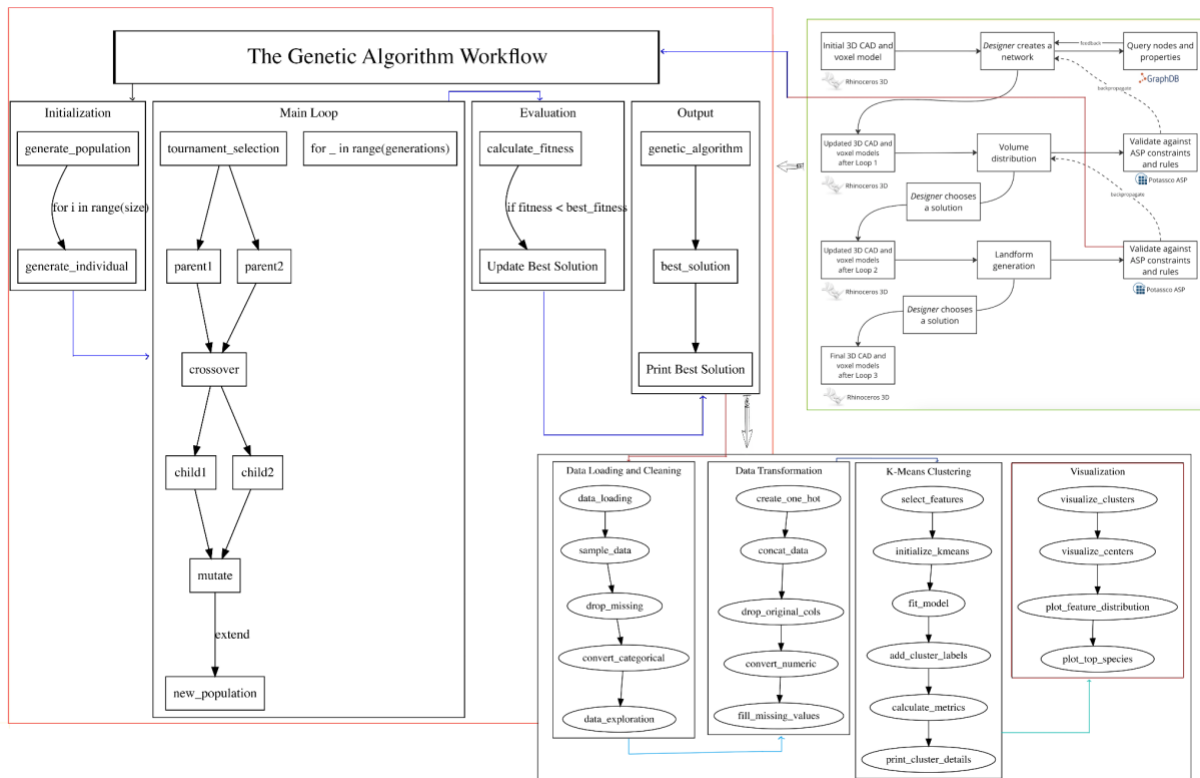 The Genetic Algorithm Workflow
Initialization
generate_population
for i in range(size)
generate_individual
Main Loop
tournament_selection
for _ in range(generations)
parent1
parent2
crossover
child1
child2
mutate
extend
new_population
Evaluation
calculate_fitness
if fitness < best_fitness
Update Best Solution
Output
genetic_algorithm
best_solution
Print Best Solution
Initial 3D CAD and
voxel model
Rhinoceros 3D
Designer creates a
network
feedback
Query nodes and
properties
GraphDB
backpropagate
Updated 3D CAD and
voxel models
after Loop 1
Rhinoceros 3D
Volume
distribution
Validate against
ASP constraints
and rules
Potassco ASP
backpropagate
Designer chooses
a solution
Updated 3D CAD and
voxel models
after Loop 2
Rhinoceros 3D
Landform
generation
Validate against
ASP constraints
and rules
Potassco ASP
Designer chooses
a solution
Final 3D CAD and
voxel models
after Loop 3
Rhinoceros 3D
Data Loading and Cleaning
data_loading
sample_data
drop_missing
convert_categorical
data_exploration
Data Transformation
create_one_hot
concat_data
drop_original_cols
convert_numeric
fill_missing_values
K-Means Clustering
select_features
initialize_kmeans
fit_model
add_cluster_labels
calculate_metrics
print_cluster_details
Visualization
visualize_clusters
visualize_centers
plot_feature_distribution
plot_top_species